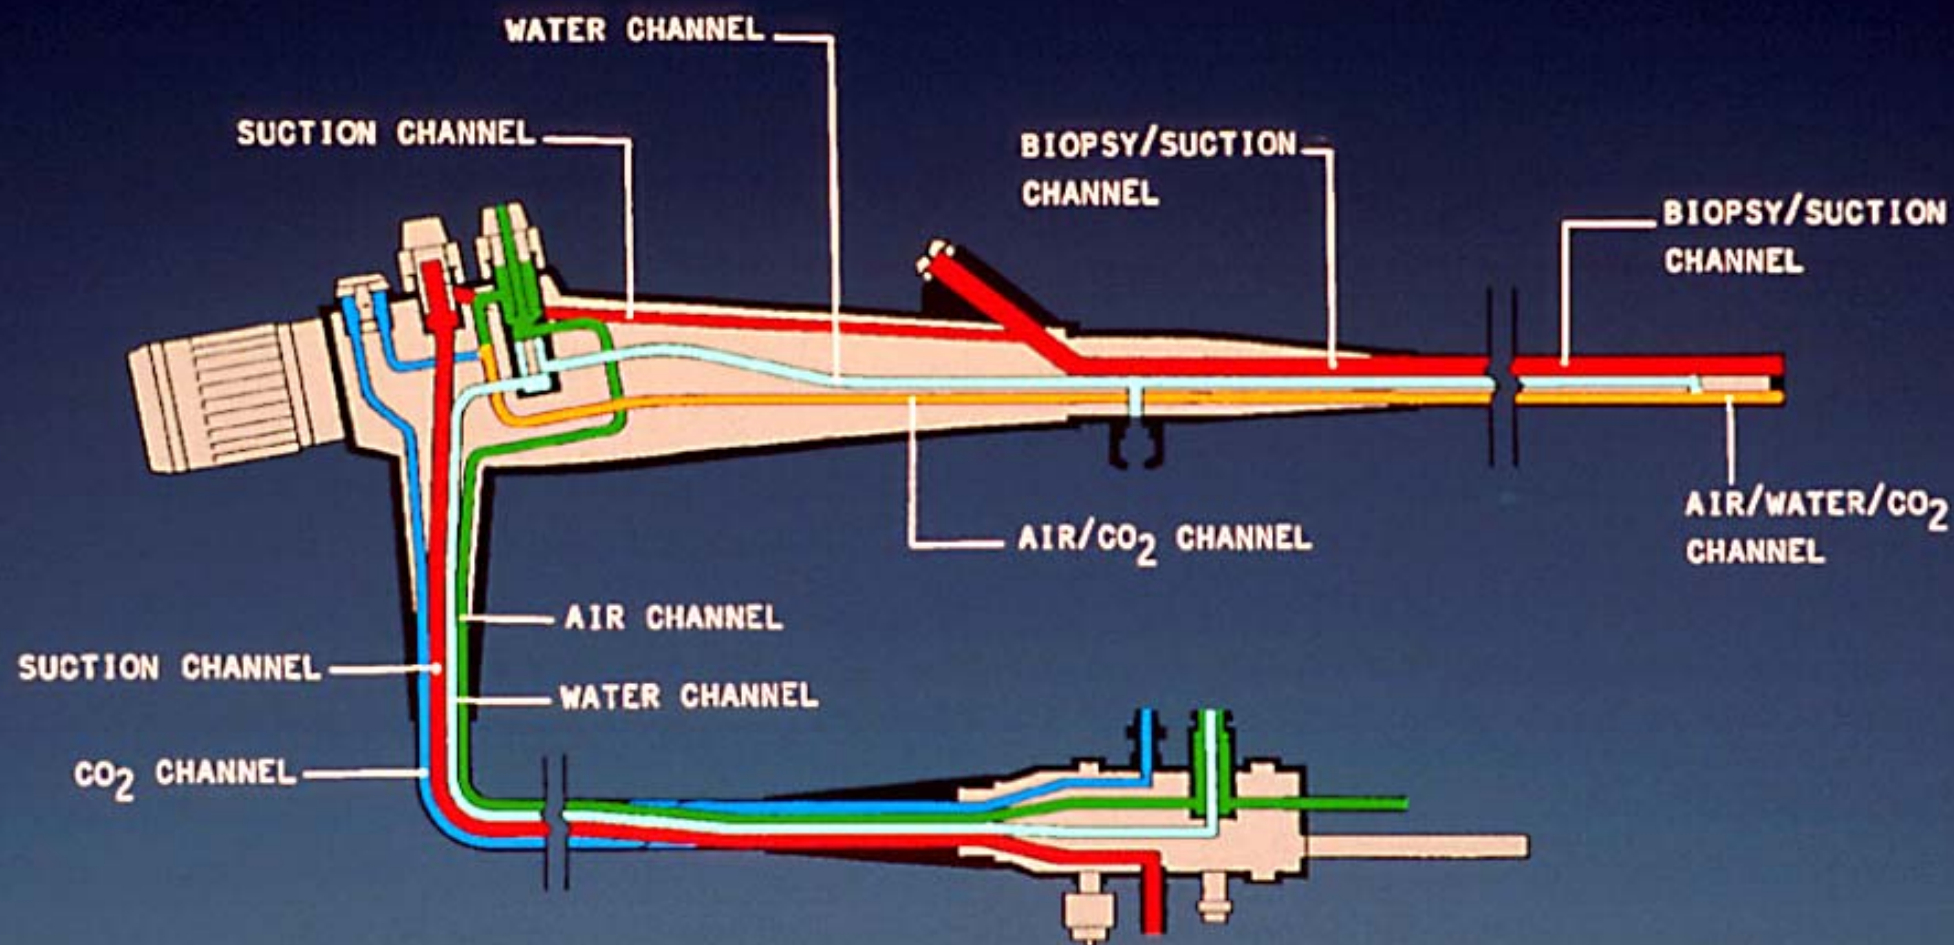 WATER CHANNEL
SUCTION CHANNEL
BIOPSY/SUCTION
CHANNEL
BIOPSY/SUCTION
CHANNEL
AIR/WATER/CO₂
CHANNEL
AIR/CO₂ CHANNEL
AIR CHANNEL
SUCTION CHANNEL
WATER CHANNEL
CO₂ CHANNEL